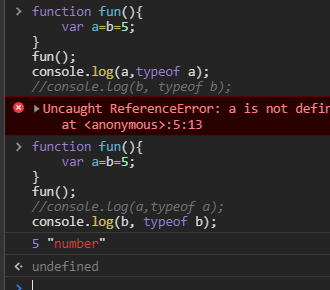 > function fun(){
var a=b=5;
}
fun();
console.log(a,typeof a);
//console.log(b, typeof b);
▶Uncaught ReferenceError: a is not defin
at <anonymous>:5:13
> function fun(){
var a=b=5;
}
fun();
//console.log(a,typeof a);
console.log(b, typeof b);
5 "number"
undefined
>